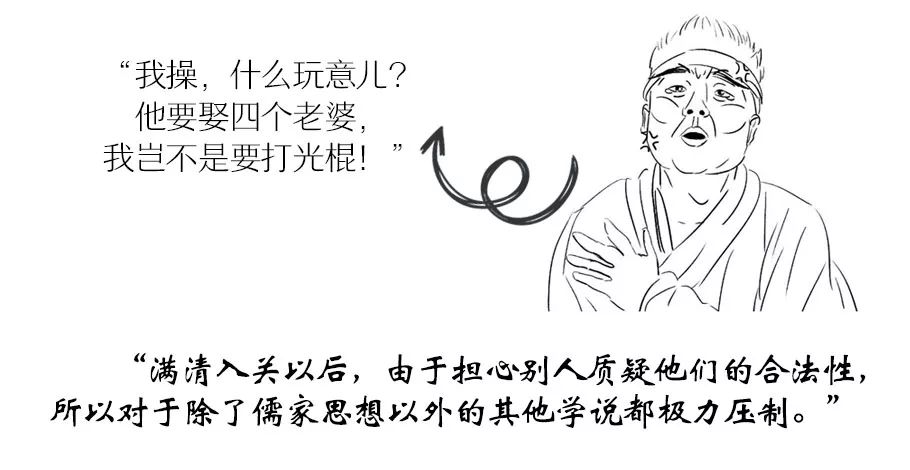 “我操，什么玩意儿？
他要娶四个老婆，
我岂不是要打光棍！”
“满清入关以后，由于担心别人质疑他们的合法性，
所以对于除了儒家思想以外的其他学说都极力压制。”